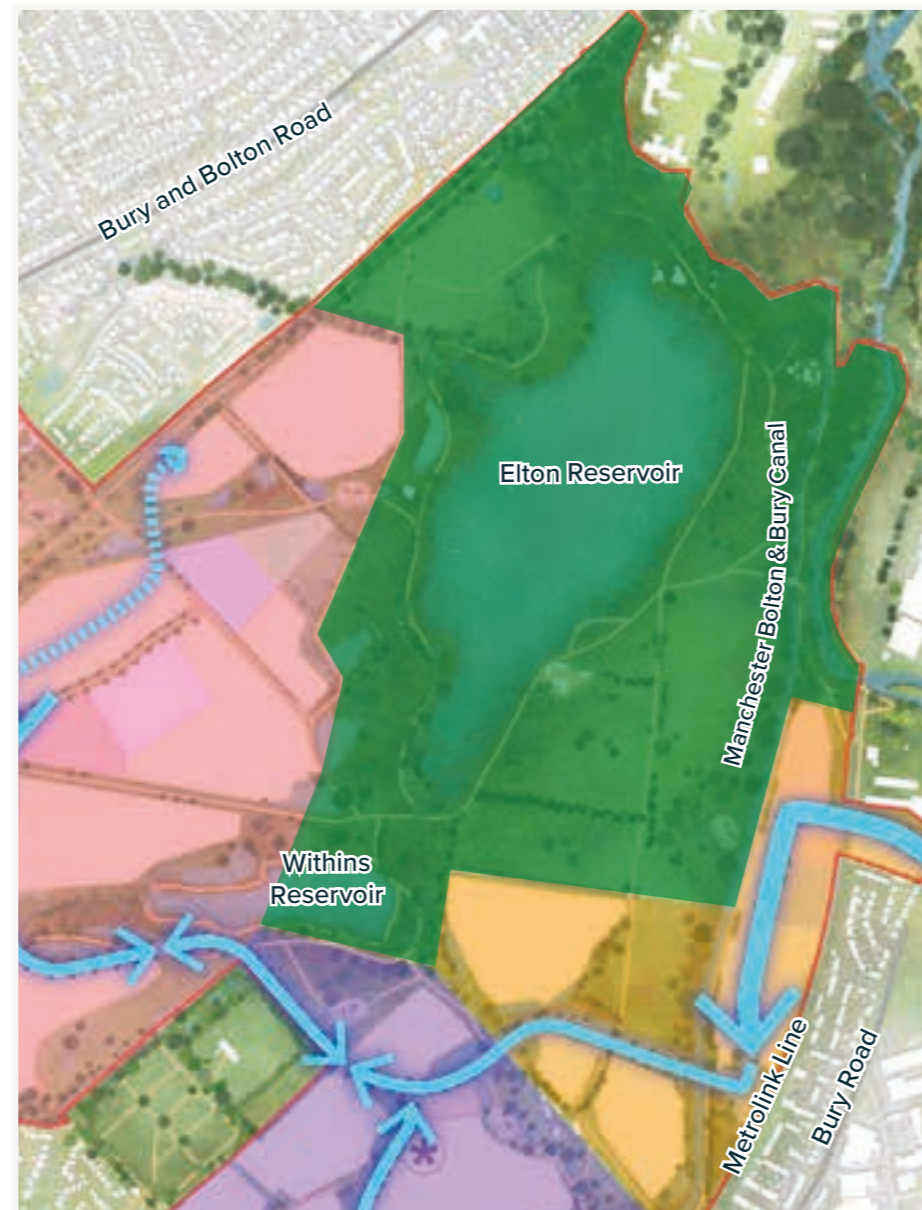 Bury and Bolton Road
Elton Reservoir
Manchester Bolton & Bury Canal
Withins
Reservoir
Metrolink Line
Bury Road